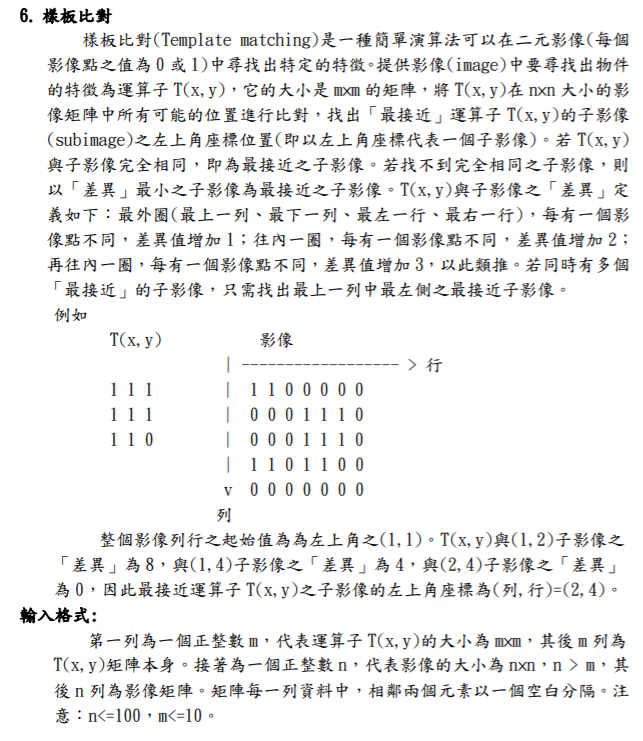 6. 樣板比對
樣板比對(Template matching)是一種簡單演算法可以在二元影像(每個
影像點之值為 0 或 1)中尋找出特定的特徵。提供影像(image)中要尋找出物件
的特徵為運算子 T(x,y)，它的大小是 m×m 的矩陣，將 T(x,y)在 n×n 大小的影
像矩陣中所有可能的位置進行比對，找出「最接近」運算子 T(x,y)的子影像
(subimage)之左上角座標位置(即以左上角座標代表一個子影像)。若 T(x,y)
與子影像完全相同，即為最接近之子影像。若找不到完全相同之子影像，則
以「差異」最小之子影像為最接近之子影像。T(x,y)與子影像之「差異」定
義如下：最外圈(最上一列、最下一列、最左一行、最右一行)，每有一個影
像點不同，差異值增加 1；往內一圈，每有一個影像點不同，差異值增加 2；
再往內一圈，每有一個影像點不同，差異值增加 3，以此類推。若同時有多個
「最接近」的子影像，只需找出最上一列中最左側之最接近子影像。
例如
T(x,y) 影像
| ------------------ > 行
1 1 1 | 1 1 0 0 0 0 0
1 1 1 | 0 0 0 1 1 1 0
1 1 0 | 0 0 0 1 1 1 0
| 1 1 0 1 1 0 0
v 0 0 0 0 0 0 0
列
整個影像列行之起始值為為左上角之(1,1)。T(x,y)與(1,2)子影像之
「差異」為 8，與(1,4)子影像之「差異」為 4，與(2,4)子影像之「差異」
為 0，因此最接近運算子 T(x,y)之子影像的左上角座標為(列,行)=(2,4)。
輸入格式:
第一列為一個正整數 m，代表運算子 T(x,y)的大小為 m×m，其後 m 列為
T(x,y)矩陣本身。接著為一個正整數 n，代表影像的大小為 n×n，n > m，其
後 n 列為影像矩陣。矩陣每一列資料中，相鄰兩個元素以一個空白分隔。注
意：n<=100，m<=10。